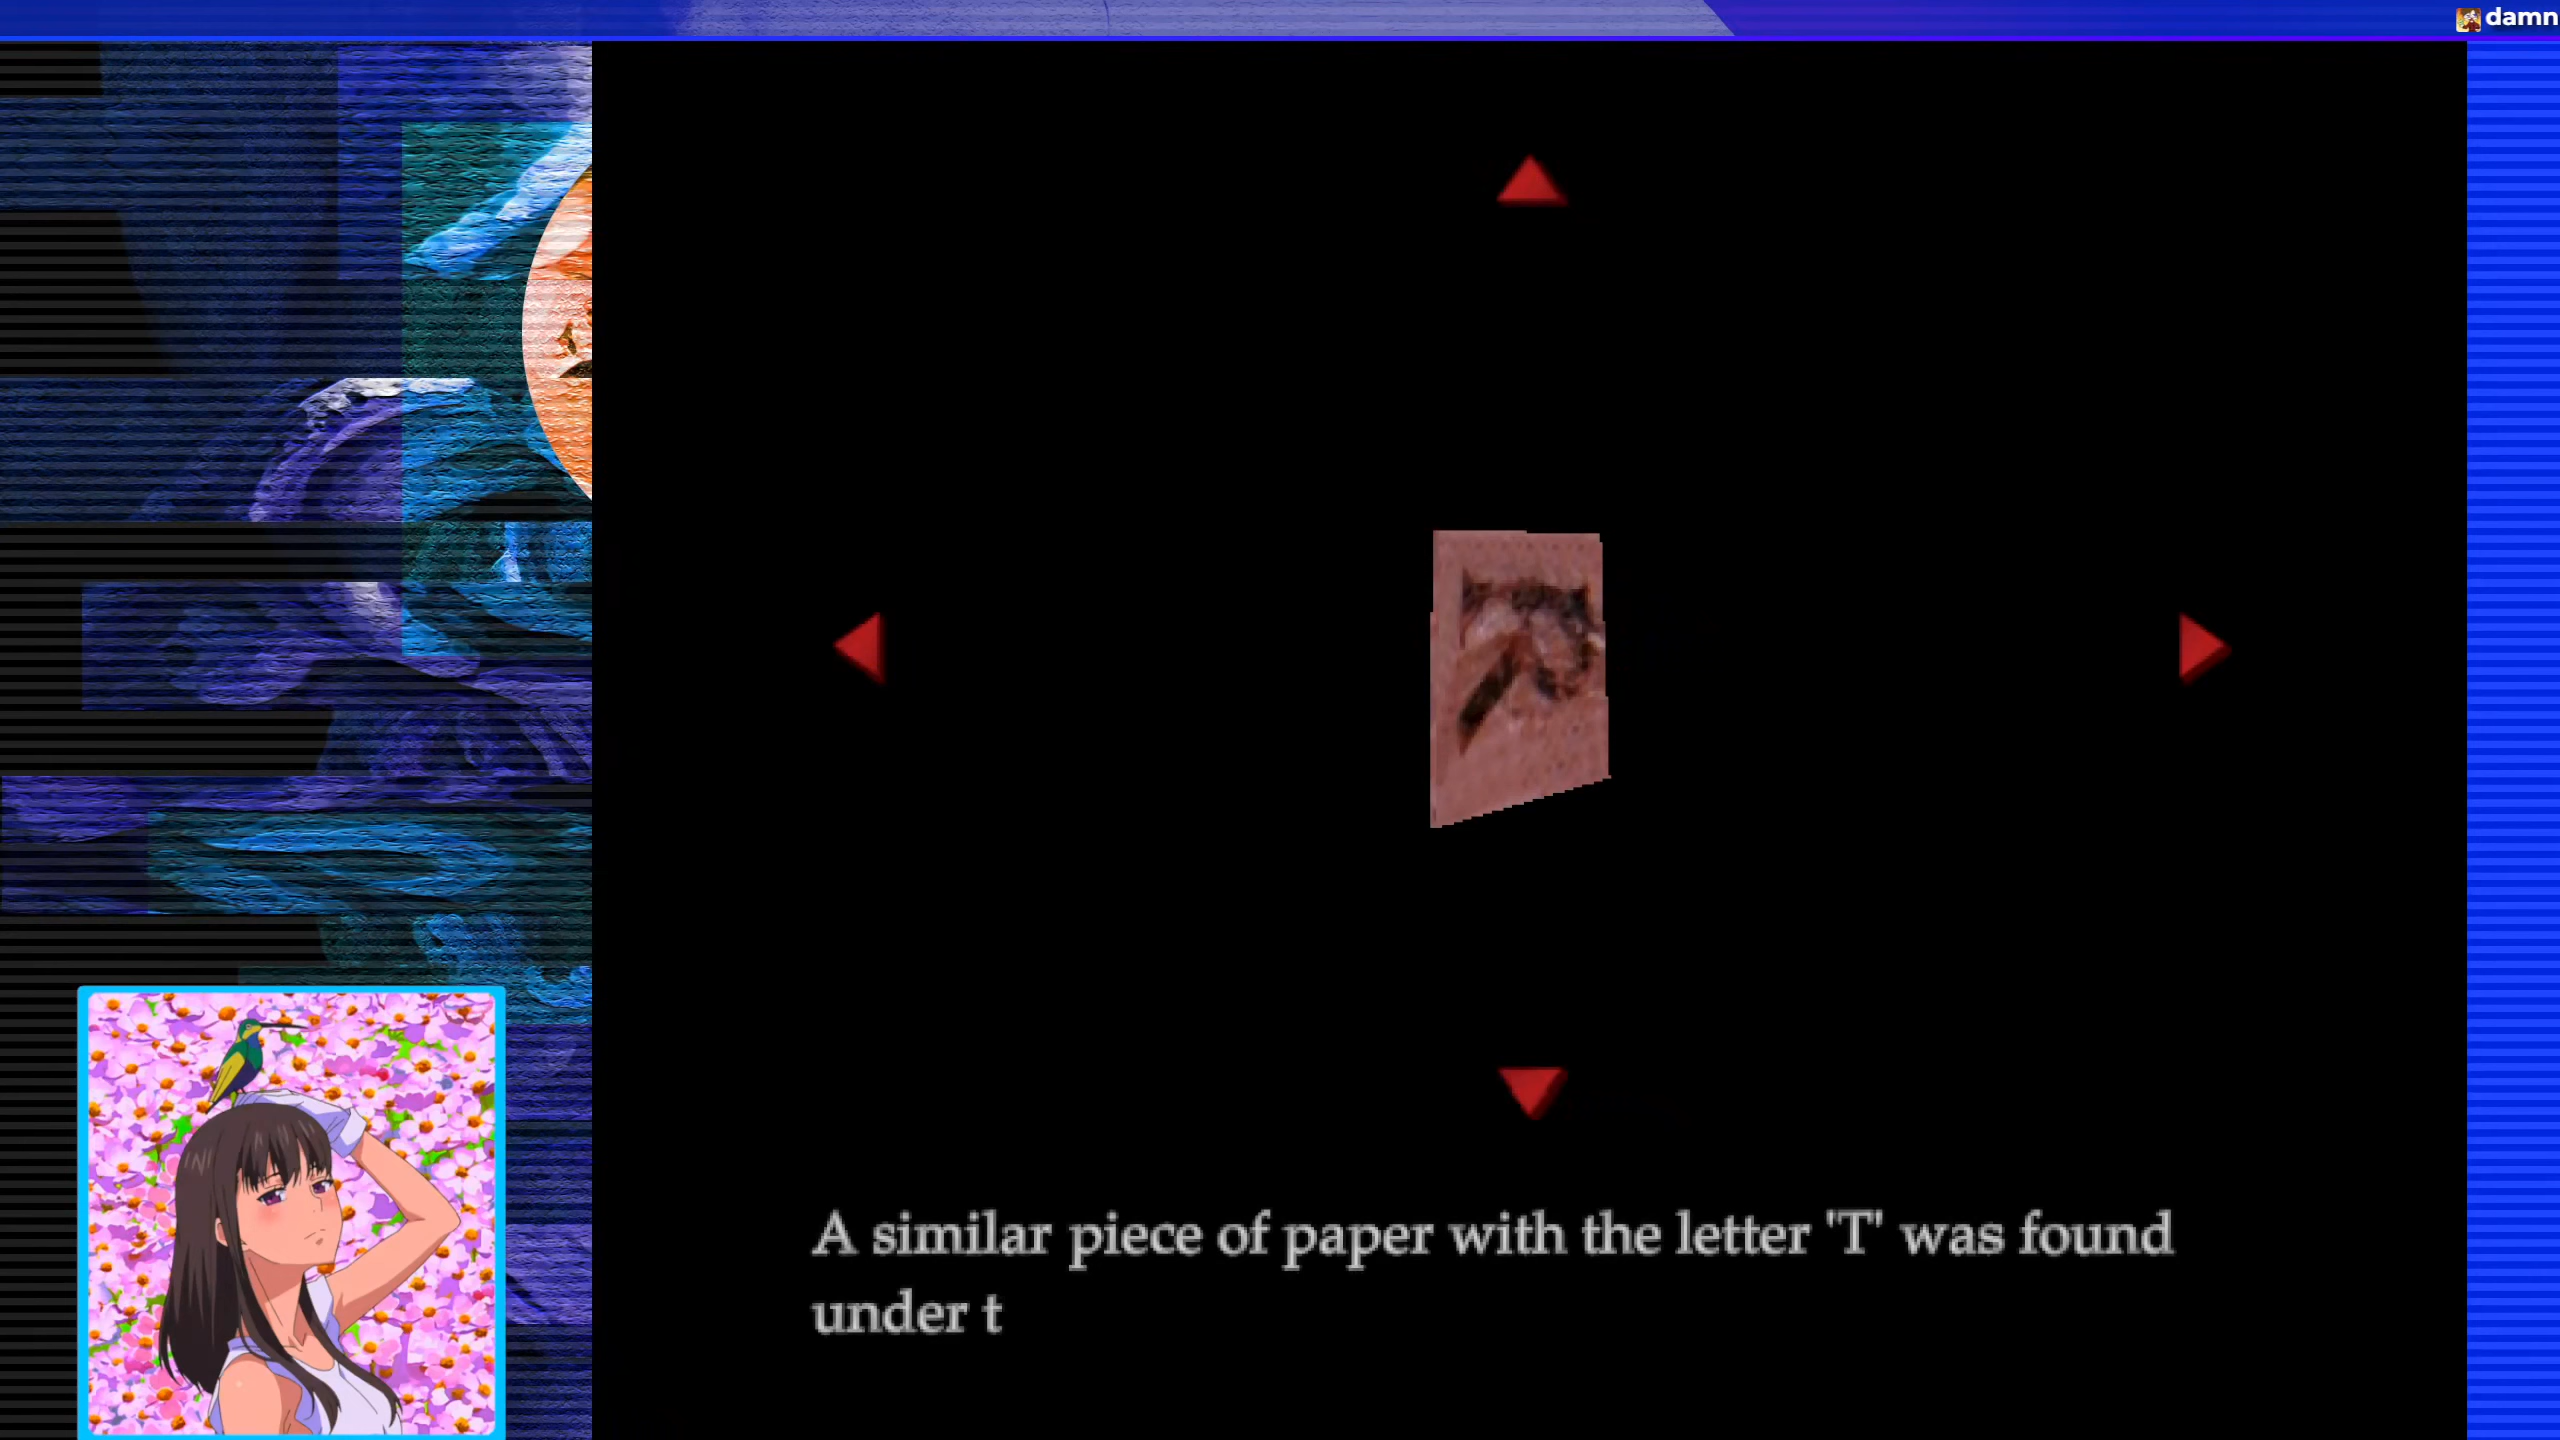 damn
A similar piece of paper with the letter 'T' was found
under t